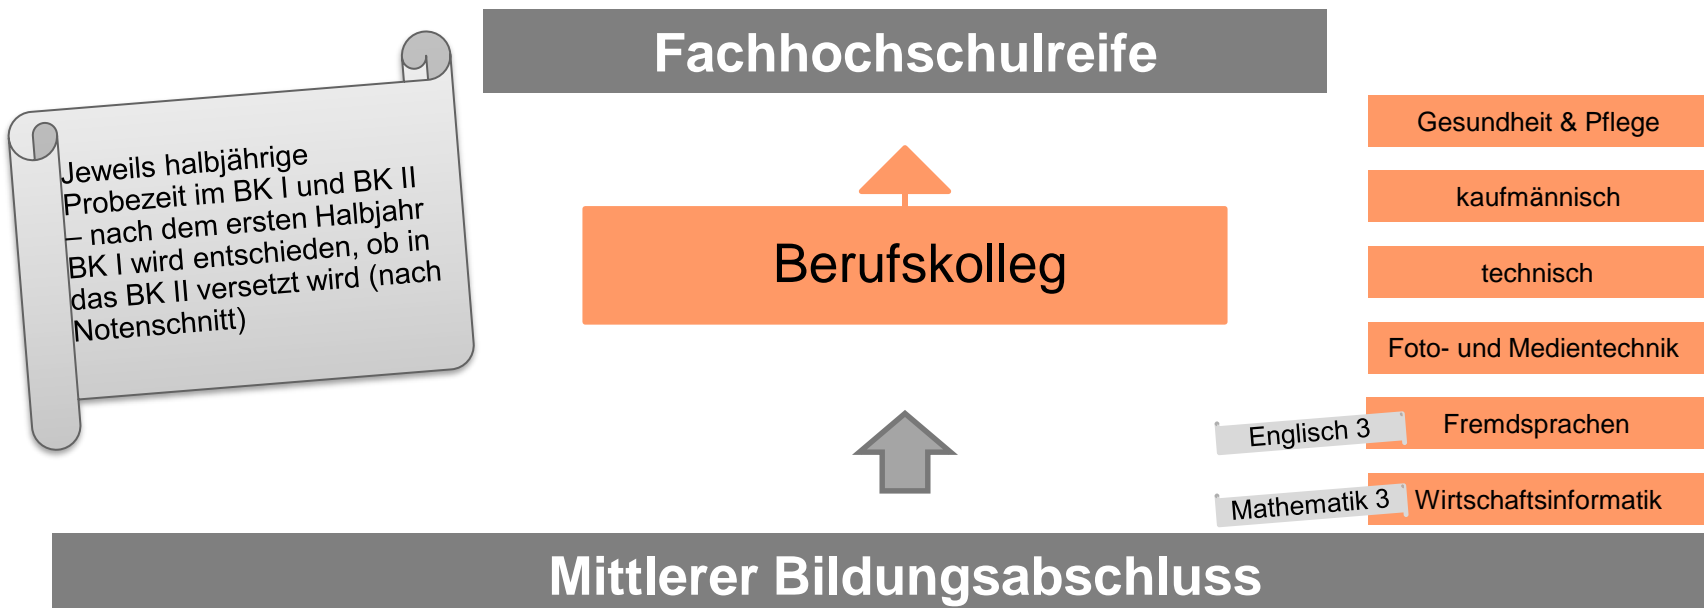 Fachhochschulreife
Jeweils halbjährige
Probezeit im BK I und BK II
– nach dem ersten Halbjahr
BK I wird entschieden, ob in
das BK II versetzt wird (nach
Notenschnitt)
Berufskolleg
Gesundheit & Pflege
kaufmännisch
technisch
Foto- und Medientechnik
Englisch 3
Fremdsprachen
Mathematik 3
Wirtschaftsinformatik
Mittlerer Bildungsabschluss